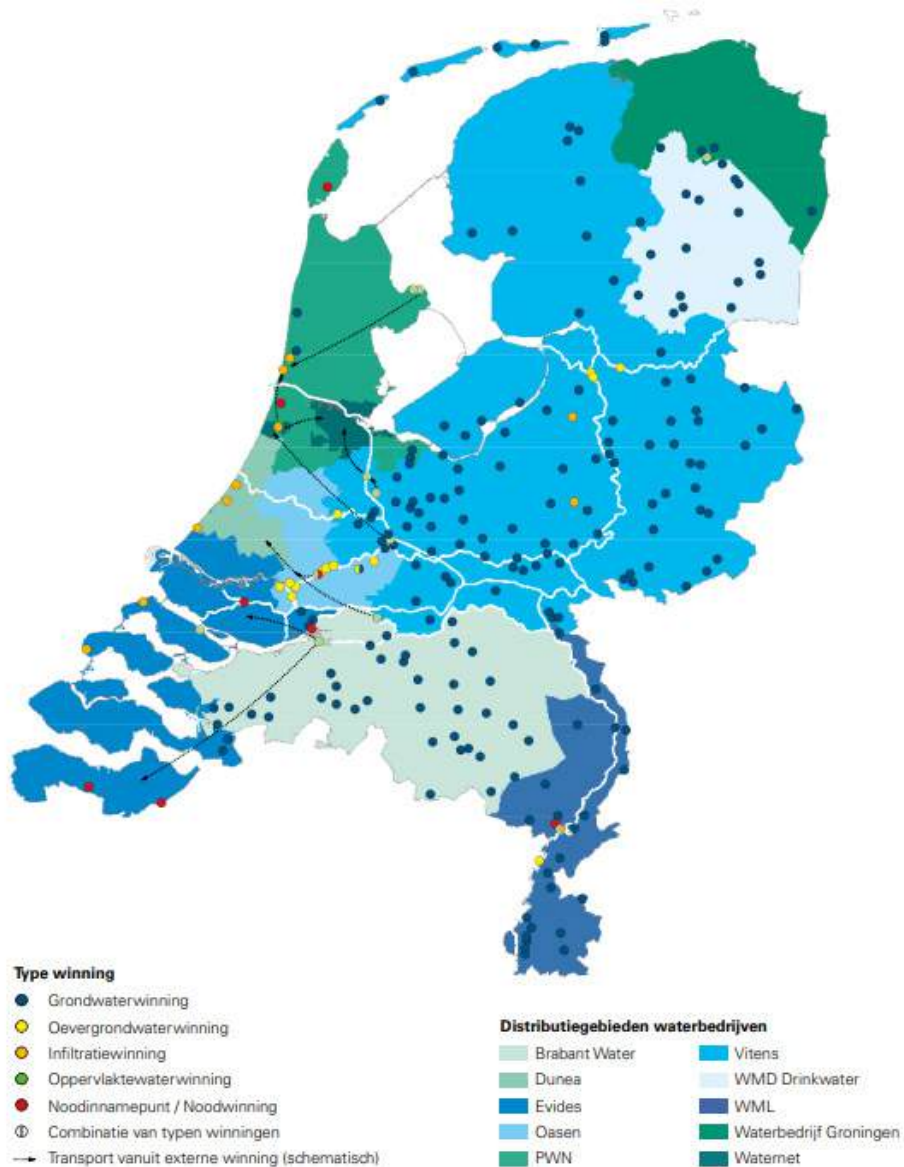 Type winning
Grondwaterwinning
Oevergrondwaterwinning
Infiltratiewinning
Oppervlaktewaterwinning
Noodinnamepunt / Noodwinning
Combinatie van typen winningen
Transport vanuit externe winning (schematisch)
Distributiegebieden waterbedrijven
Brabant Water
Dunea
Evides
Oasen
PWN
Vitens
WMD Drinkwater
WML
Waterbedrijf Groningen
Waternet